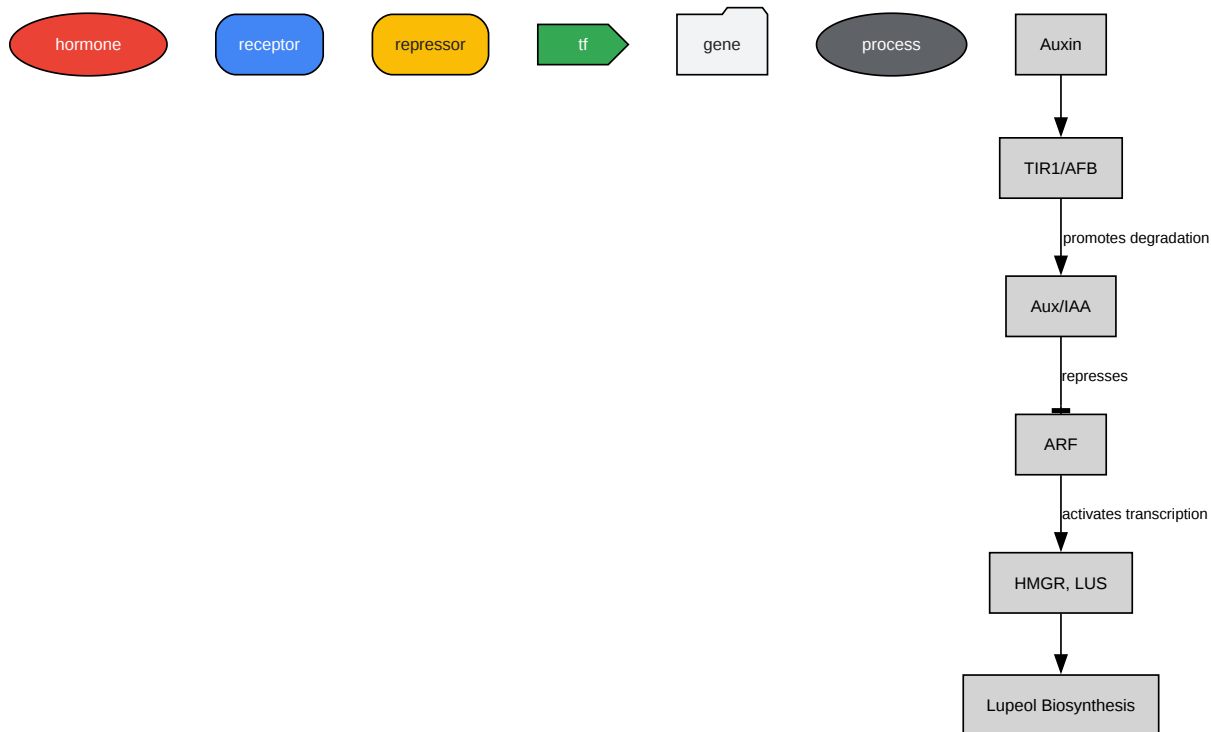 hormone
receptor
repressor
tf
gene
process
Auxin
TIR1/AFB
promotes degradation
Aux/IAA
represses
ARF
activates transcription
HMGR, LUS
Lupeol Biosynthesis